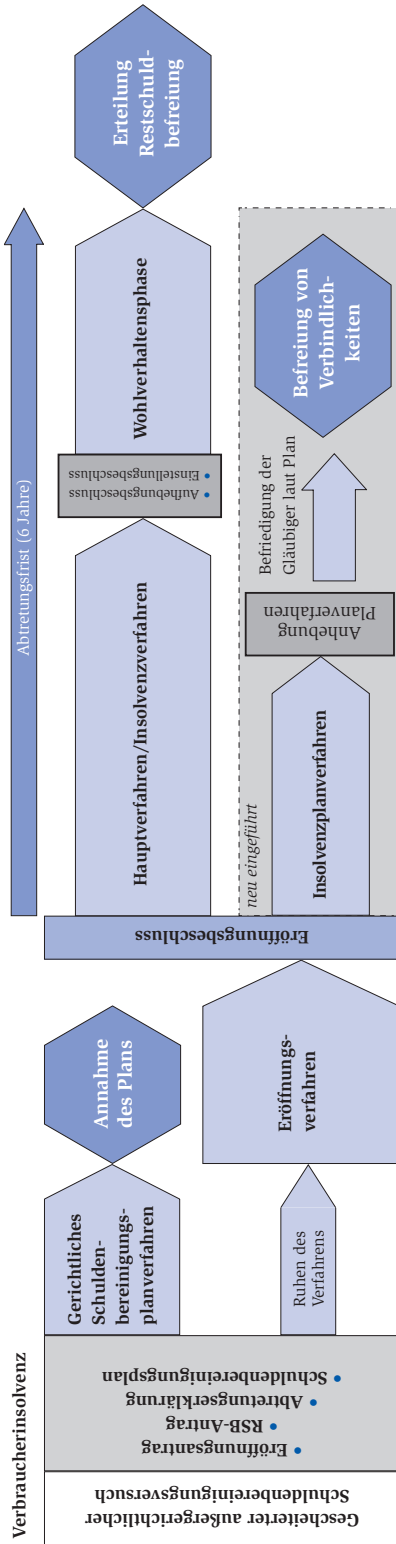 Verbraucherinsolvenz
Gescheiterter außergerichtlicher
Schuldenbereinigungsversuch
• Eröffnungsantrag
• RSB-Antrag
• Abtretungserklärung
• Schuldenbereinigungsplan
Gerichtliches
Schulden-
bereinigungs-
planverfahren
Annahme
des Plans
Ruhen des
Verfahrens
Eröffnungs-
verfahren
Eröffnungsbeschluss
Abtretungsfrist (6 Jahre)
Hauptverfahren/Insolvenzverfahren
• Aufhebungsbeschluss
• Einstellungsbeschluss
Wohlverhaltensphase
Erteilung
Restschuld-
befreiung
neu eingeführt
Insolvenzplanverfahren
Anhebung
Planverfahren
Befriedigung der
Gläubiger laut Plan
Befreiung von
Verbindlich-
keiten